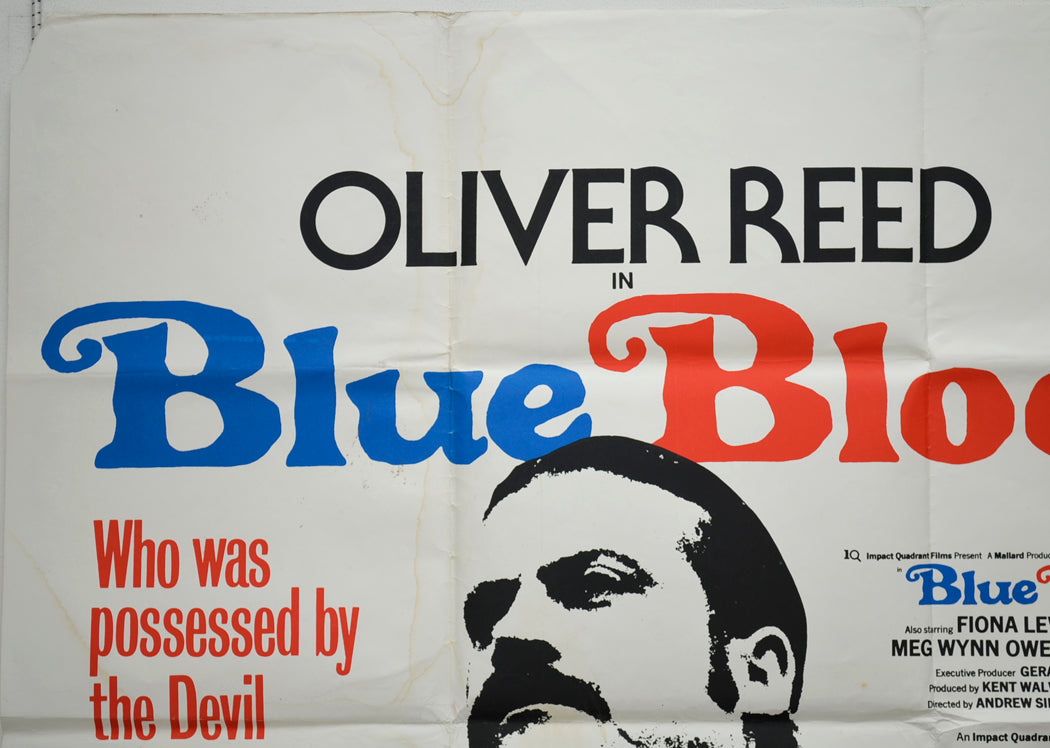 OLIVER REED
IN
Blue Bloo
Who was
possessed by
the Devil
IQ Impact Quadrant Films Present A Mallard Produc
in
Blue
Also starring FIONA LEW
MEG WYNN OWE
Executive Producer GERA
Produced by KENT WAL
Directed by ANDREW SI
An Impact Quadran